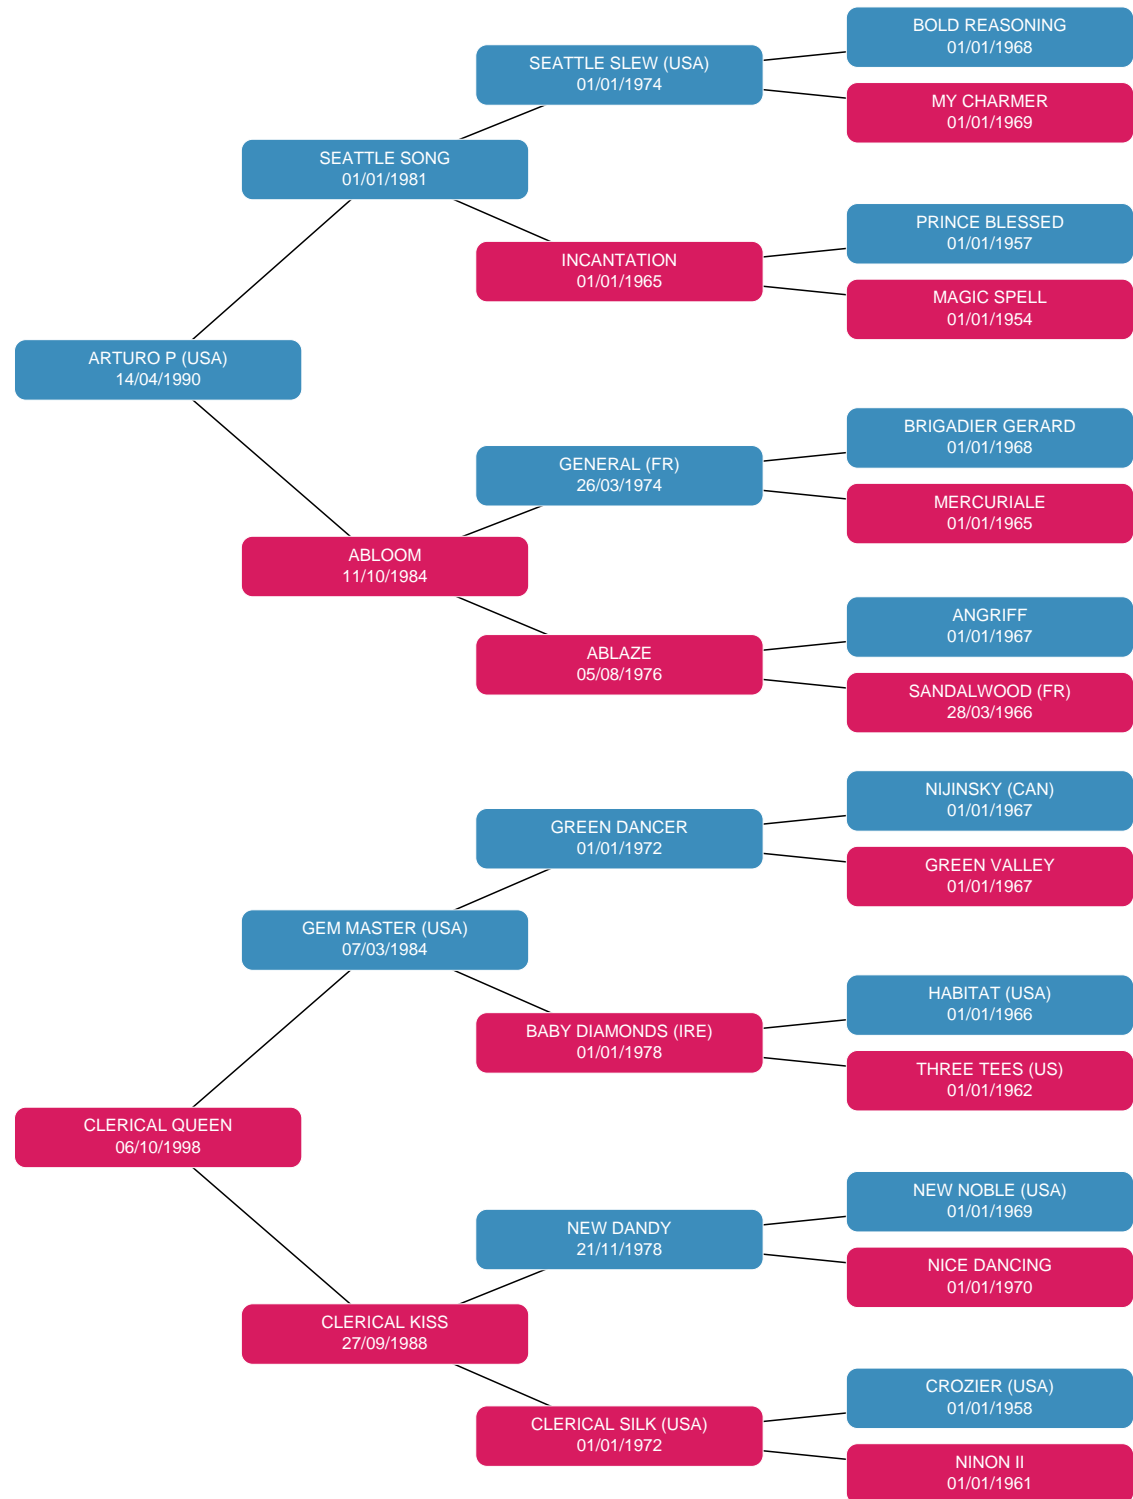 BOLD REASONING
01/01/1968
SEATTLE SLEW (USA)
01/01/1974
MY CHARMER
01/01/1969
SEATTLE SONG
01/01/1981
PRINCE BLESSED
01/01/1957
INCANTATION
01/01/1965
MAGIC SPELL
01/01/1954
ARTURO P (USA)
14/04/1990
BRIGADIER GERARD
01/01/1968
GENERAL (FR)
26/03/1974
MERCURIALE
01/01/1965
ABLOOM
11/10/1984
ANGRIFF
01/01/1967
ABLAZE
05/08/1976
SANDALWOOD (FR)
28/03/1966
NIJINSKY (CAN)
01/01/1967
GREEN DANCER
01/01/1972
GREEN VALLEY
01/01/1967
GEM MASTER (USA)
07/03/1984
HABITAT (USA)
01/01/1966
BABY DIAMONDS (IRE)
01/01/1978
THREE TEES (US)
01/01/1962
CLERICAL QUEEN
06/10/1998
NEW NOBLE (USA)
01/01/1969
NEW DANDY
21/11/1978
NICE DANCING
01/01/1970
CLERICAL KISS
27/09/1988
CROZIER (USA)
01/01/1958
CLERICAL SILK (USA)
01/01/1972
NINON II
01/01/1961